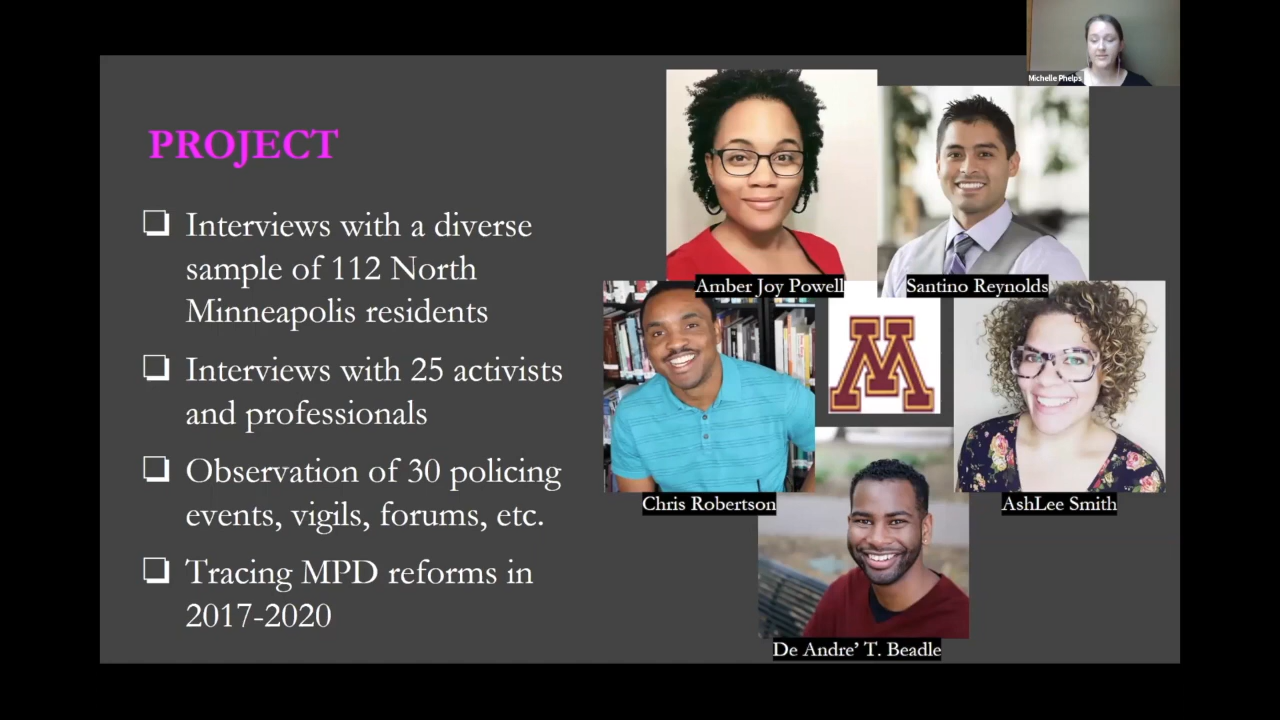 Michelle Phelps
PROJECT
Interviews with a diverse
sample of 112 North
Minneapolis residents
Interviews with 25 activists
and professionals
Observation of 30 policing
events, vigils, forums, etc.
Tracing MPD reforms in
2017-2020
Amber Joy Powell
Santino Reynolds
M
Chris Robertson
AshLee Smith
De Andre’ T. Beadle